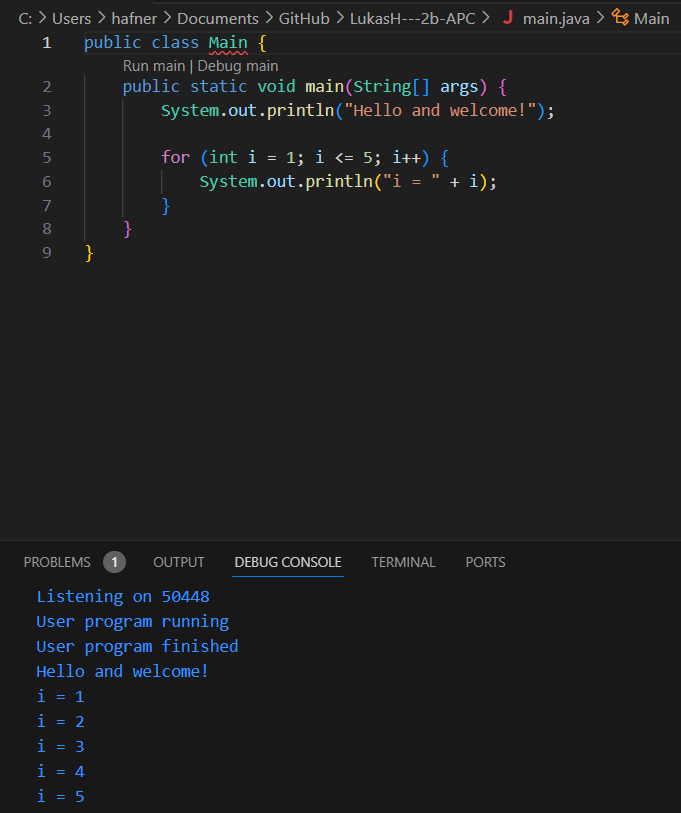 C: > Users > hafner > Documents > GitHub > LukasH---2b-APC > J main.java > Main
1 public class Main {
Run main | Debug main
2 public static void main(String[] args) {
3 System.out.println("Hello and welcome!");
4
5 for (int i = 1; i <= 5; i++) {
6 System.out.println("i = " + i);
7 }
8 }
9 }
PROBLEMS 1 OUTPUT DEBUG CONSOLE TERMINAL PORTS
Listening on 50448
User program running
User program finished
Hello and welcome!
i = 1
i = 2
i = 3
i = 4
i = 5